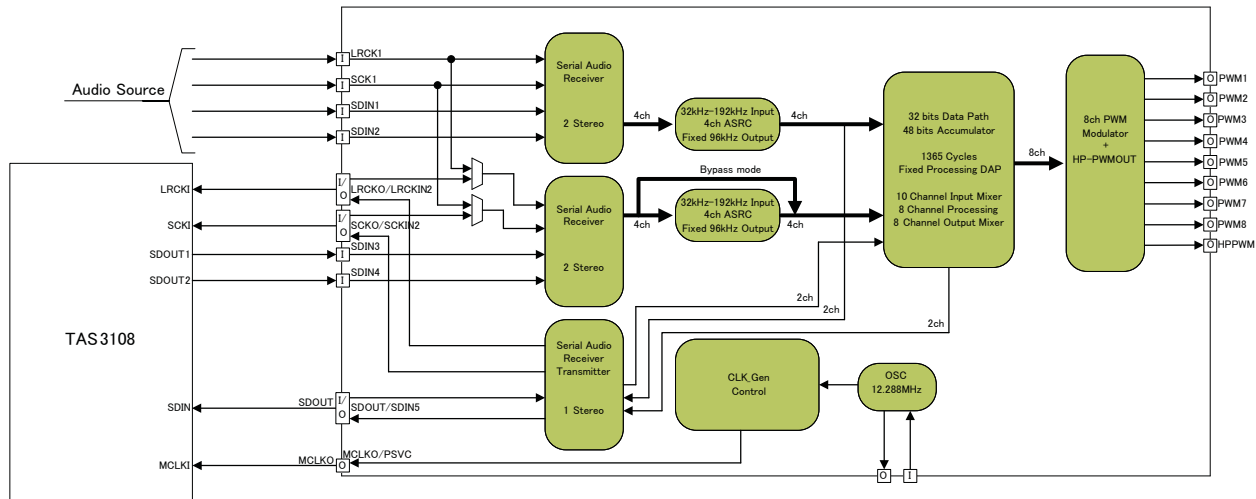 Audio Source
I
LRCK1
I
SCK1
I
SDIN1
I
SDIN2
Serial Audio
Receiver
2 Stereo
4ch
32kHz-192kHz Input
4ch ASRC
Fixed 96kHz Output
4ch
32 bits Data Path
48 bits Accumulator
1365 Cycles
Fixed Processing DAP
10 Channel Input Mixer
8 Channel Processing
8 Channel Output Mixer
8ch
8ch PWM
Modulator
+
HP-PWMOUT
O PWM1
O PWM2
O PWM3
O PWM4
O PWM5
O PWM6
O PWM7
O PWM8
O HPPWM
TAS3108
LRCKI
I/
O
LRCKO/LRCKIN2
SCKI
I/
O
SCKO/SCKIN2
SDOUT1
I
SDIN3
SDOUT2
I
SDIN4
Serial Audio
Receiver
2 Stereo
Bypass mode
4ch
32kHz-192kHz Input
4ch ASRC
Fixed 96kHz Output
4ch
2ch
2ch
2ch
Serial Audio
Receiver
Transmitter
1 Stereo
CLK_Gen
Control
OSC
12.288MHz
SDIN
SDOUT
I/
O
SDOUT/SDIN5
MCLKI
MCLKO
O
MCLKO/PSVC
O
I